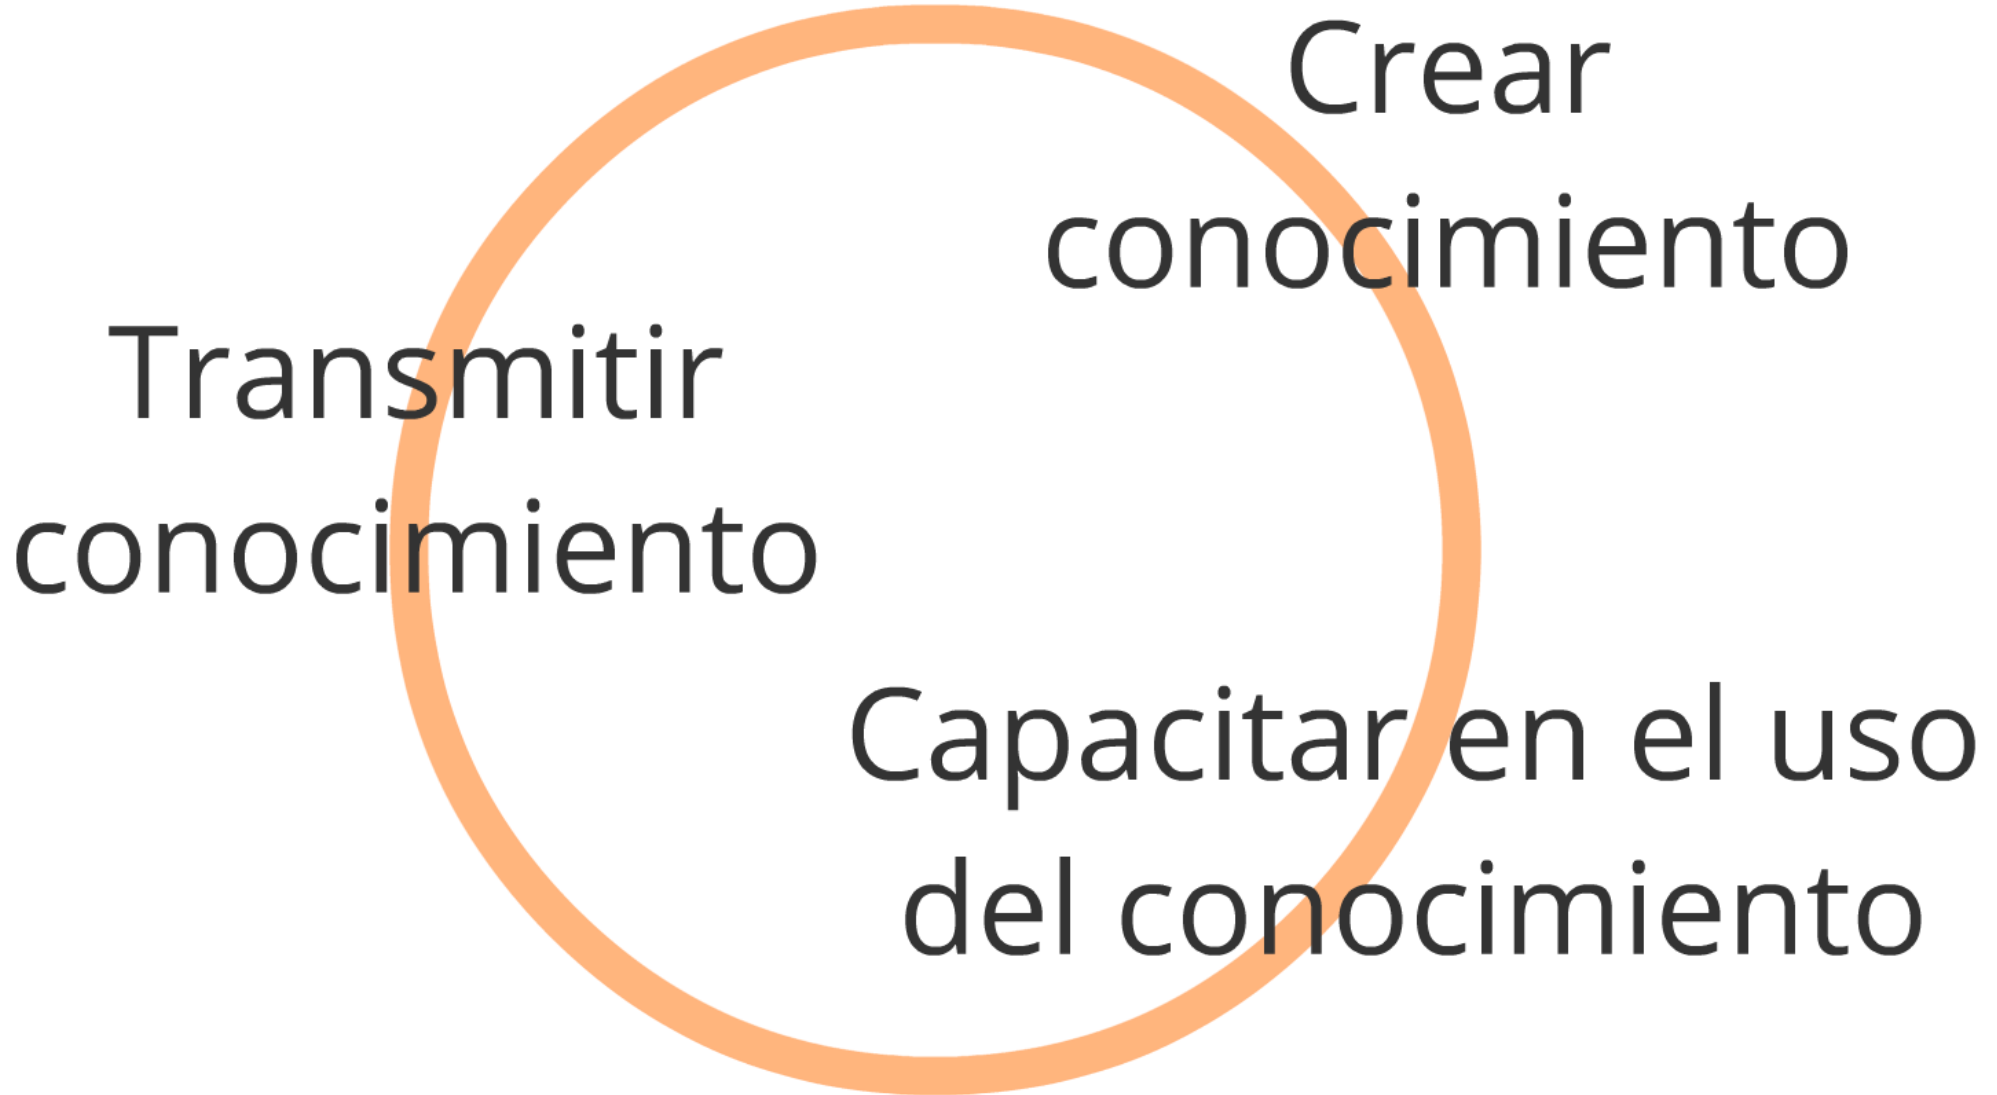 Crear
conocimiento
Transmitir
conocimiento
Capacitar en el uso
del conocimiento